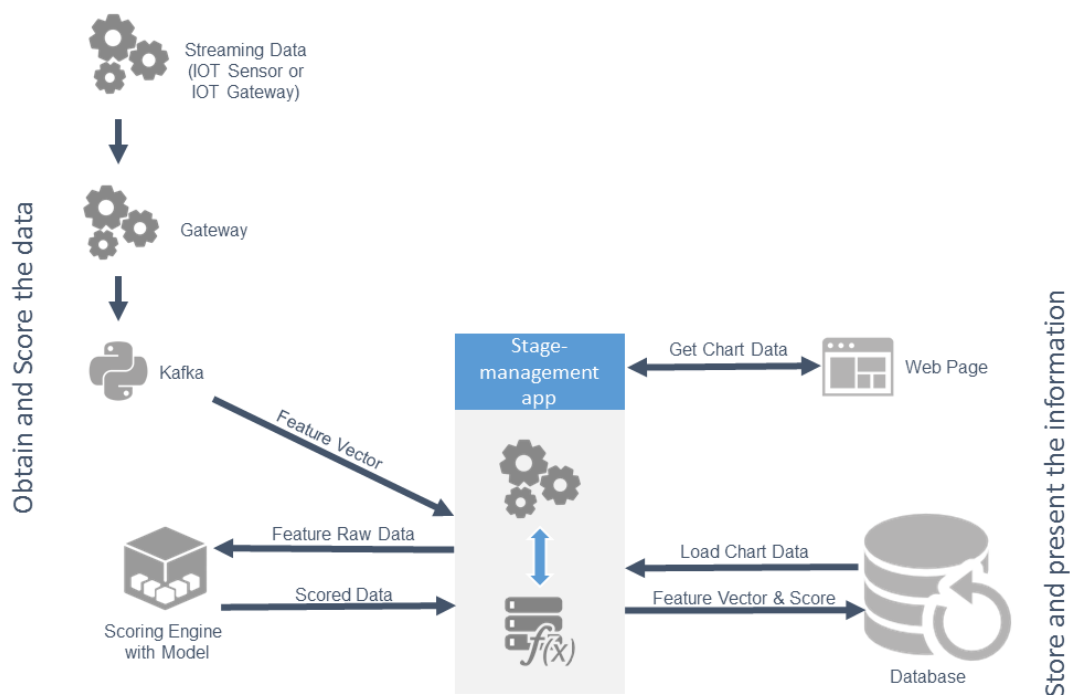 Streaming Data
(IOT Sensor or
IOT Gateway)
Obtain and Score the data
Gateway
Kafka
Feature Vector
Stage-
management
app
Get Chart Data
Web Page
Feature Raw Data
Scored Data
Scoring Engine
with Model
f(x)
Load Chart Data
Feature Vector & Score
Database
Store and present the information